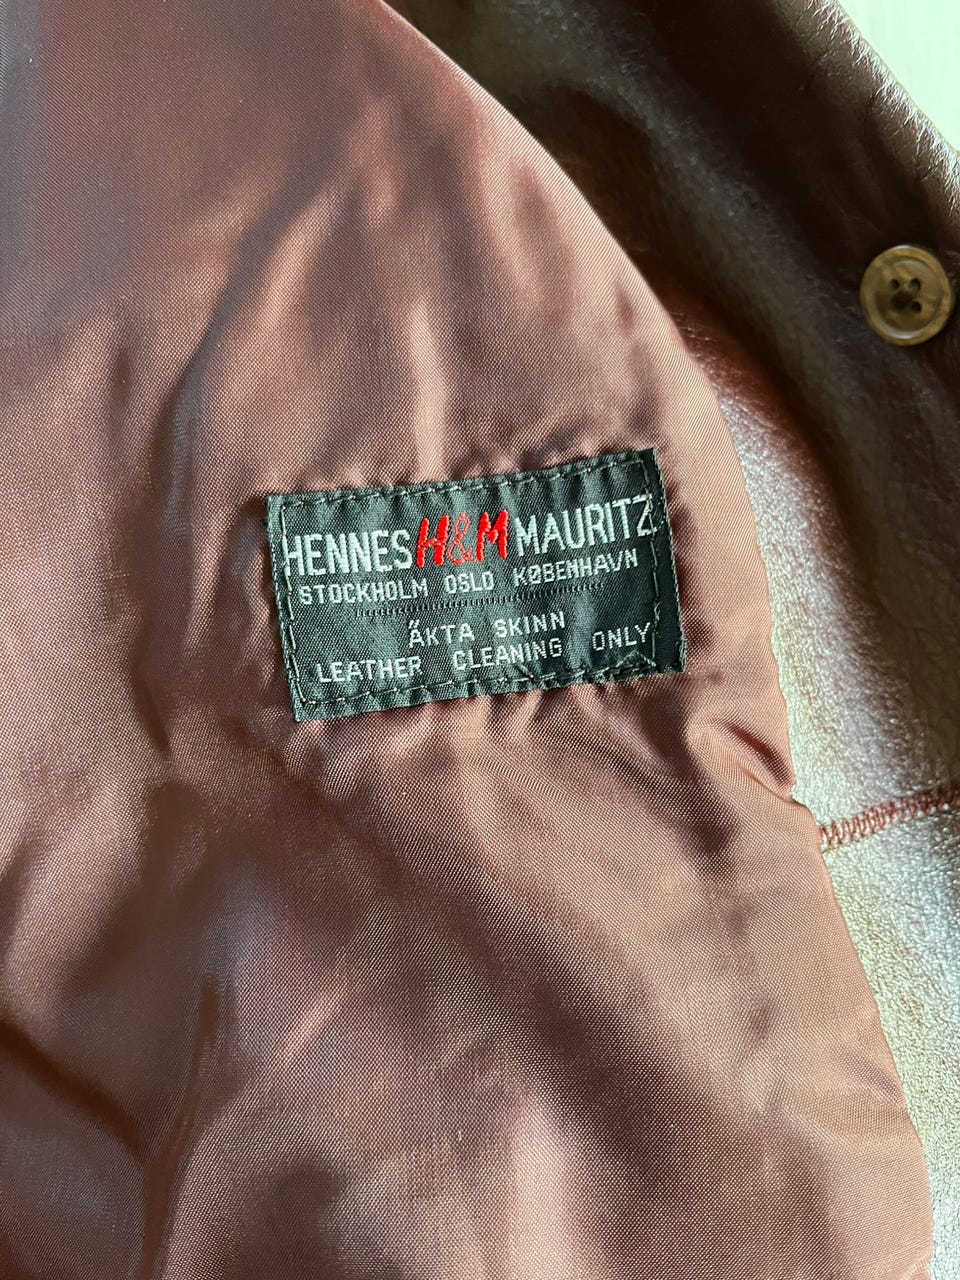 HENNES H&M MAURITZ
STOCKHOLM OSLO KØBENHAVN
ÄKTA SKINN
LEATHER CLEANING ONLY